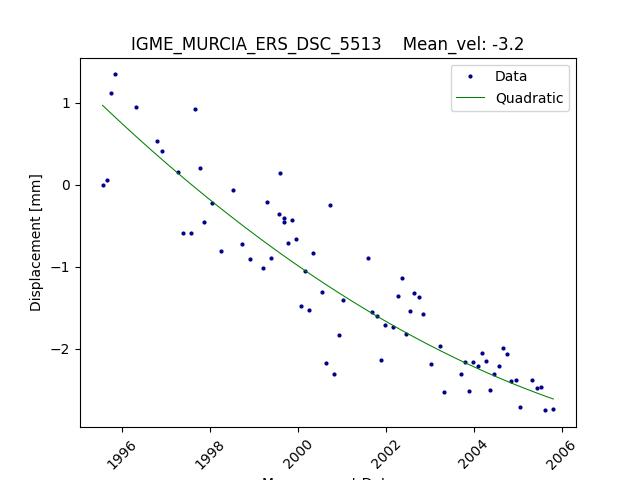 IGME_MURCIA_ERS_DSC_5513    Mean_vel: -3.2
Data
Quadratic
Displacement [mm]
1
0
−1
−2
1996
1998
2000
2002
2004
2006